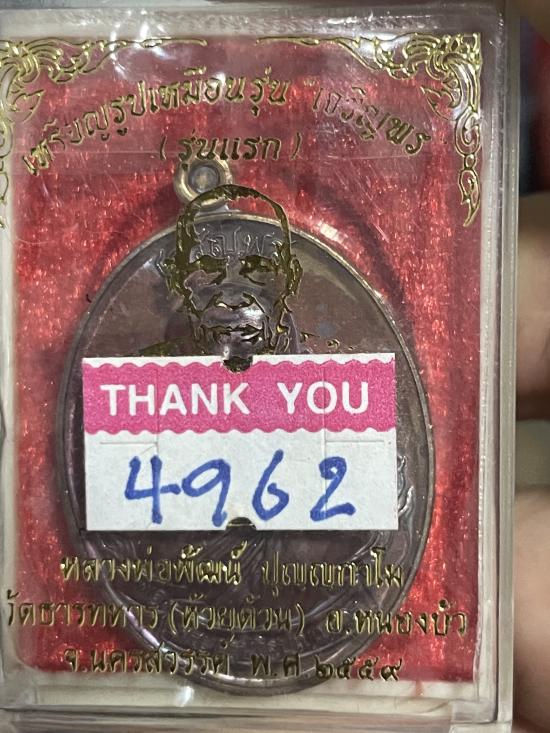 เหรียญรูปเหมือนรุ่น "เจริญพร
(รุ่นแรก)
THANK YOU
4962
หลวงพ่อพัฒน์ ปุญญกาโม
วัดธารทหาร (ห้วยด้วน) อ.หนองบัว
จ.นครสวรรค์ พ.ศ.๒๕๕๙